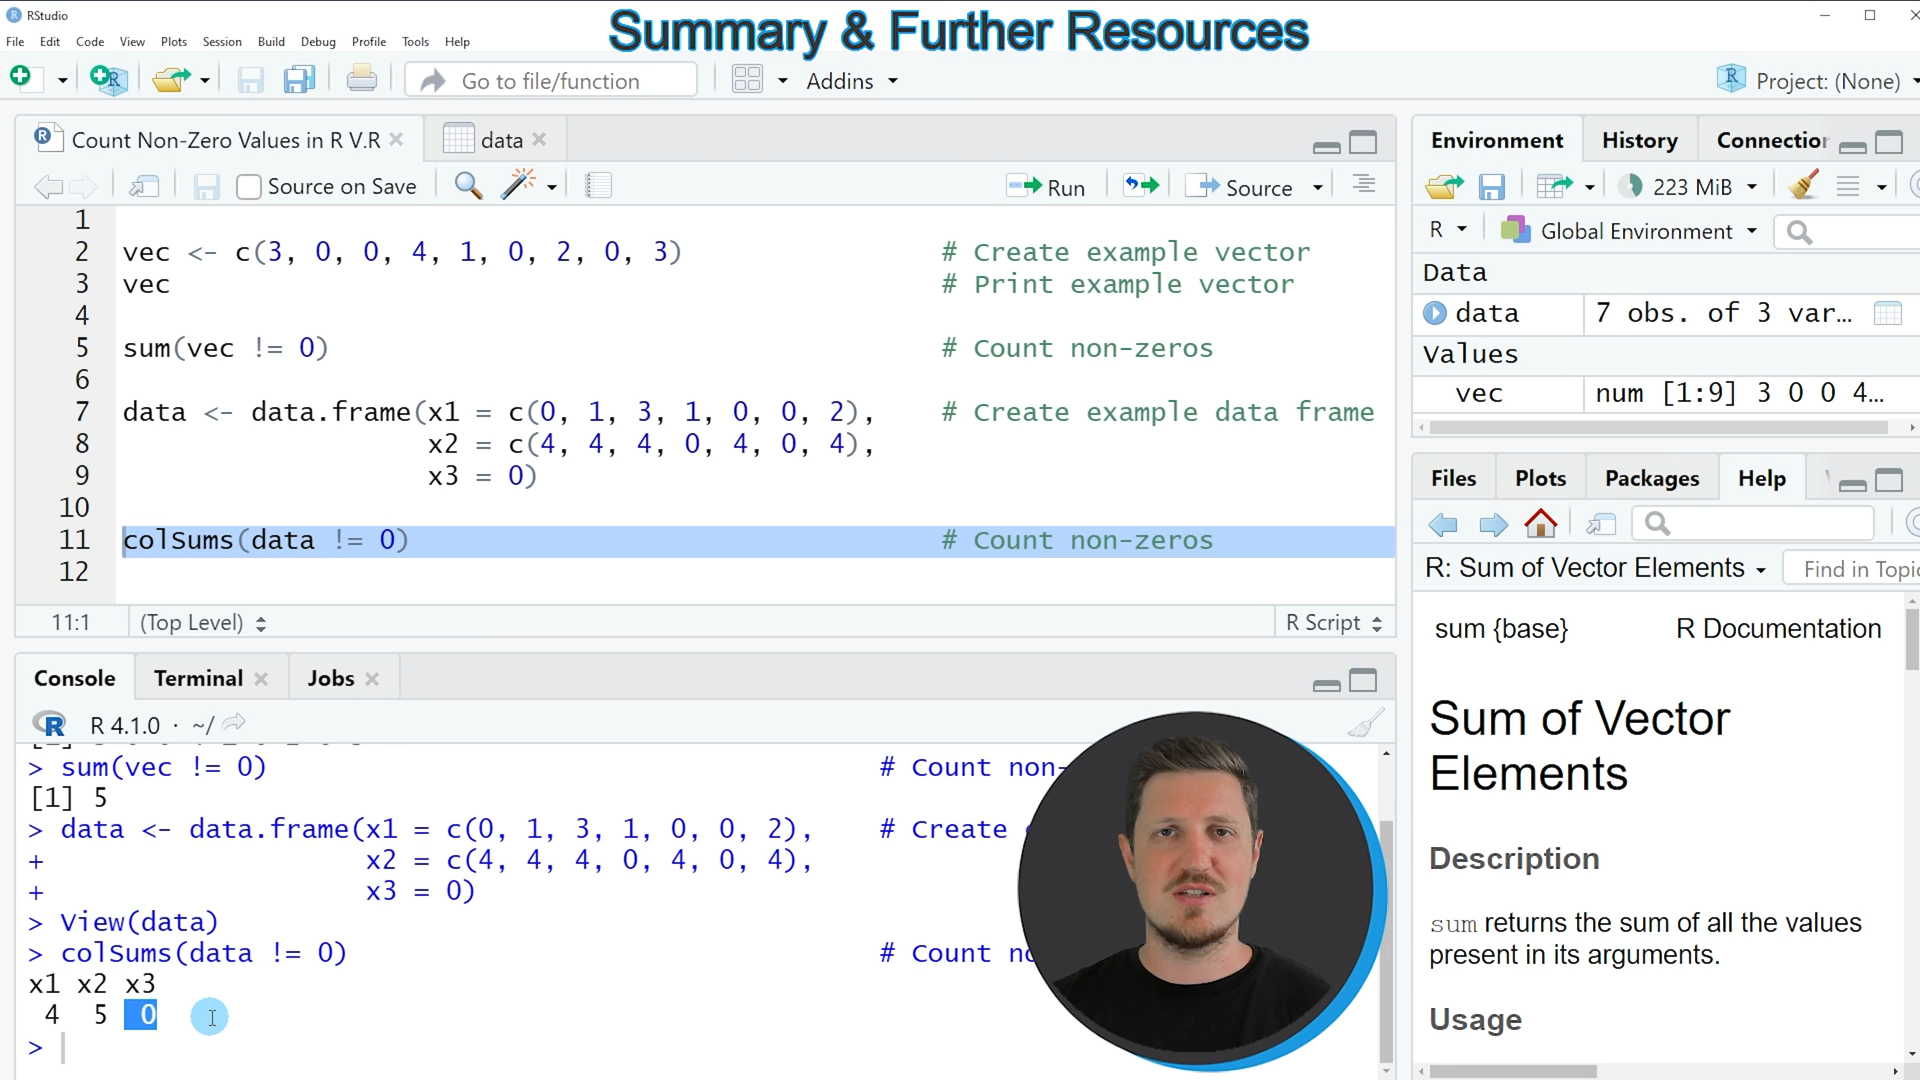 RStudio
Summary & Further Resources
File Edit Code View Plots Session Build Debug Profile Tools Help
Go to file/function Addins Project: (None)
Count Non-Zero Values in R V.R data
Source on Save Run Source
1
2 vec <- c(3, 0, 0, 4, 1, 0, 2, 0, 3) # Create example vector
3 vec # Print example vector
4
5 sum(vec != 0) # Count non-zeros
6
7 data <- data.frame(x1 = c(0, 1, 3, 1, 0, 0, 2), # Create example data frame
8 x2 = c(4, 4, 4, 0, 4, 0, 4),
9 x3 = 0)
10
11 colSums(data != 0) # Count non-zeros
12
11:1 (Top Level) R Script
Console Terminal Jobs
R 4.1.0 · ~/
> sum(vec != 0) # Count non-
[1] 5
> data <- data.frame(x1 = c(0, 1, 3, 1, 0, 0, 2), # Create
+ x2 = c(4, 4, 4, 0, 4, 0, 4),
+ x3 = 0)
> View(data)
> colSums(data != 0) # Count no
x1 x2 x3
4 5 0
>
Environment History Connection
223 MiB
R Global Environment
Data
data 7 obs. of 3 var...
Values
vec num [1:9] 3 0 0 4...
Files Plots Packages Help
R: Sum of Vector Elements Find in Topic
sum {base} R Documentation
Sum of Vector
Elements
Description
sum returns the sum of all the values
present in its arguments.
Usage